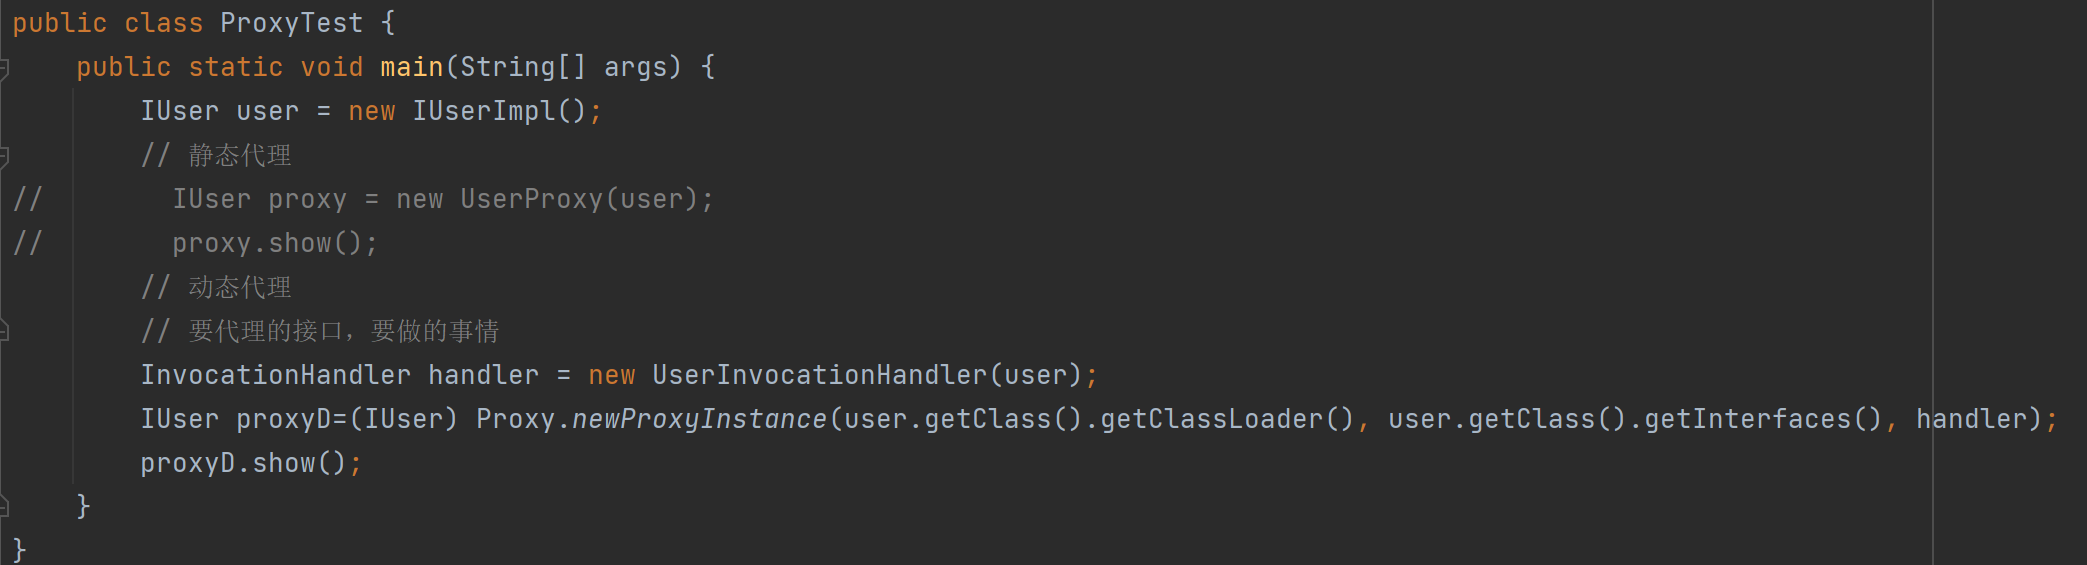 public class ProxyTest {
    public static void main(String[] args) {
        IUser user = new IUserImpl();
        // 静态代理
//        IUser proxy = new UserProxy(user);
//        proxy.show();
        // 动态代理
        // 要代理的接口，要做的事情
        InvocationHandler handler = new UserInvocationHandler(user);
        IUser proxyD=(IUser) Proxy.newProxyInstance(user.getClass().getClassLoader(), user.getClass().getInterfaces(), handler);
        proxyD.show();
    }
}